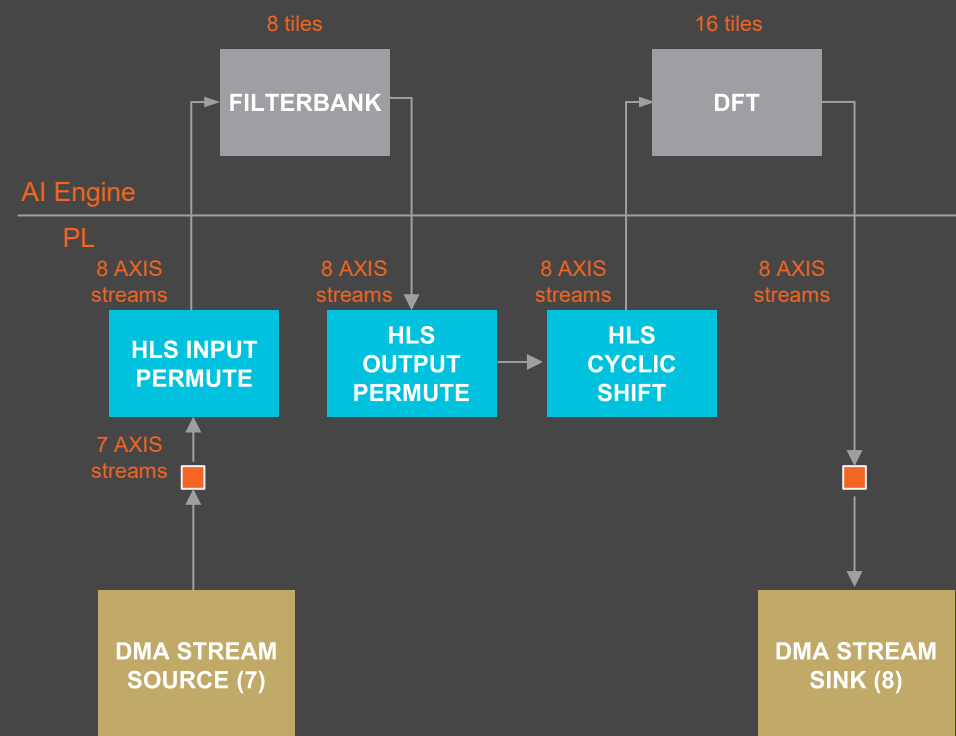 8 tiles
16 tiles
FILTERBANK
DFT
AI Engine
PL
8 AXIS
streams
8 AXIS
streams
8 AXIS
streams
8 AXIS
streams
HLS INPUT
PERMUTE
HLS
OUTPUT
PERMUTE
HLS
CYCLIC
SHIFT
7 AXIS
streams
DMA STREAM
SOURCE (7)
DMA STREAM
SINK (8)